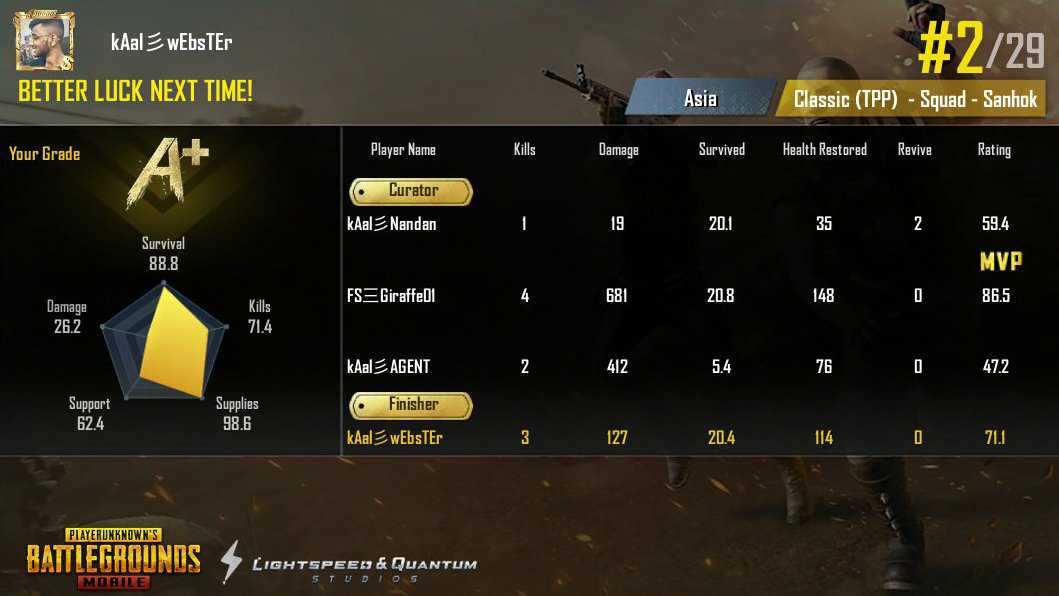 kAal彡wEbsTEr
#2/29
BETTER LUCK NEXT TIME!
Asia
Classic (TPP) - Squad - Sanhok
Your Grade
A+
Survival
88.8
Damage
26.2
Kills
71.4
Support
62.4
Supplies
98.6
Player Name Kills Damage Survived Health Restored Revive Rating
Curator
kAal彡Nandan 1 19 20.1 35 2 59.4
MVP
FS三GiraffeD1 4 681 20.8 148 0 86.5
kAal彡AGENT 2 412 5.4 76 0 47.2
Finisher
kAal彡wEbsTEr 3 127 20.4 114 0 71.1
PLAYERUNKNOWN'S
BATTLEGROUNDS
MOBILE
LIGHTSPEED & QUANTUM
STUDIOS